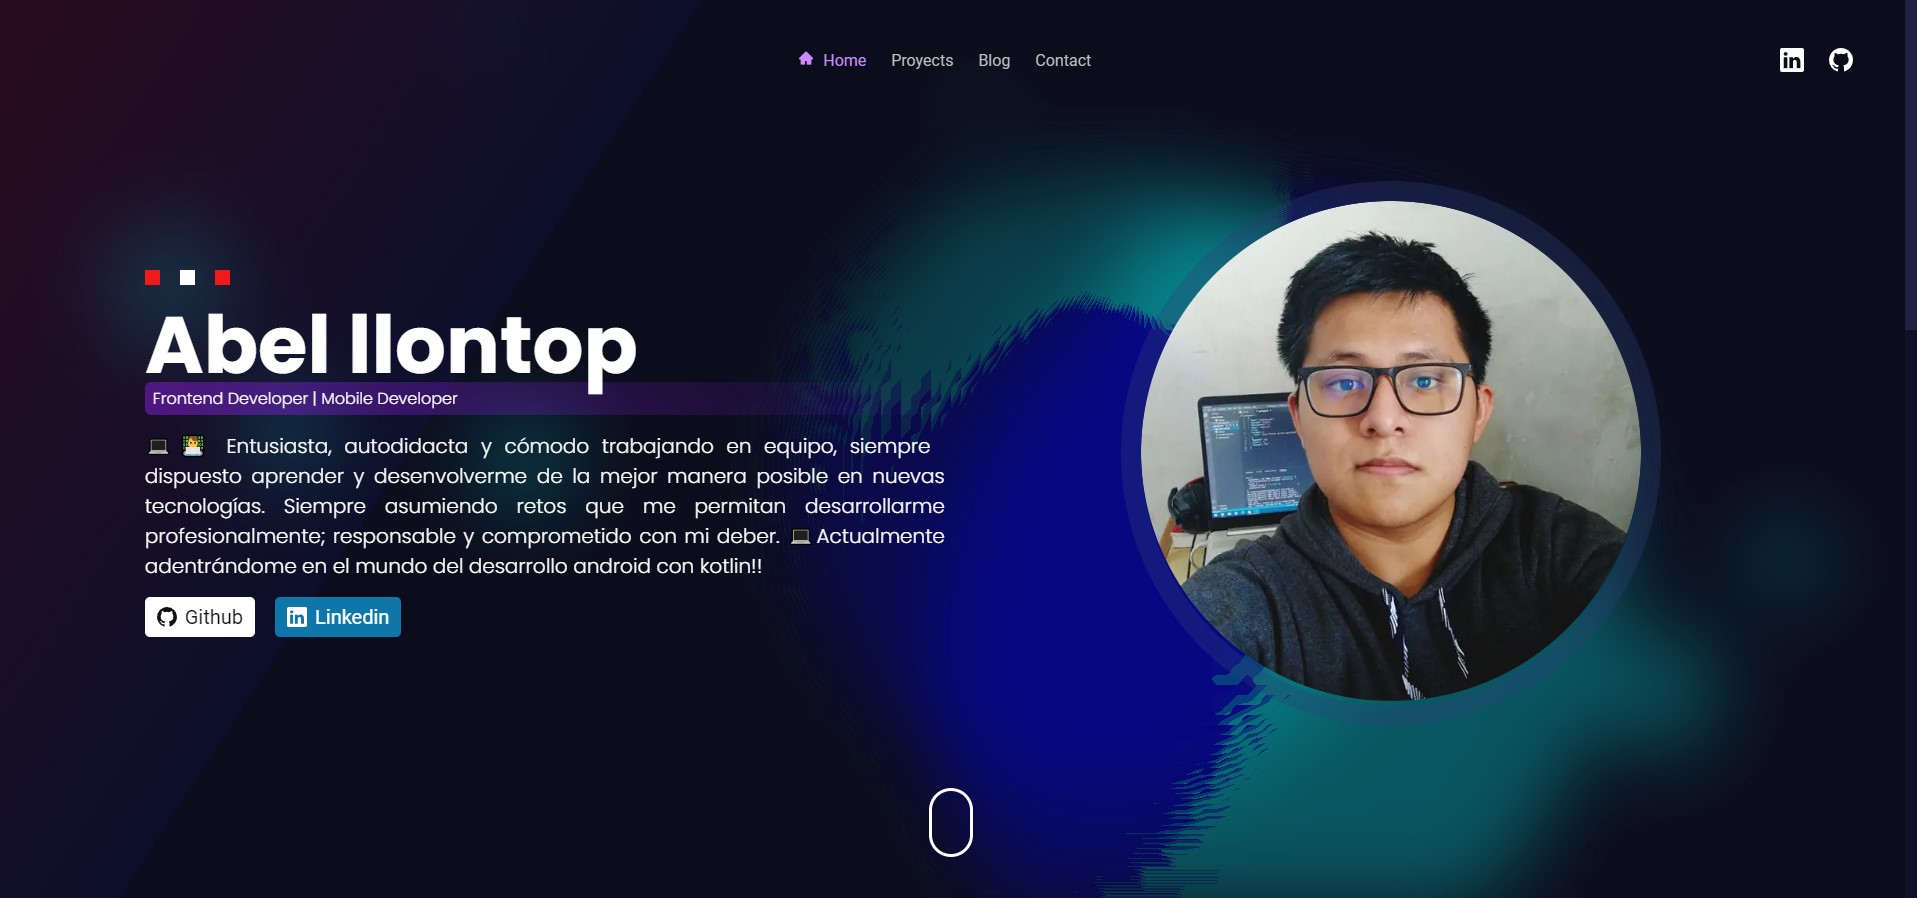 Home Proyects Blog Contact
Abel llontop
Frontend Developer | Mobile Developer
💻 👨‍💻 Entusiasta, autodidacta y cómodo trabajando en equipo, siempre
dispuesto aprender y desenvolverme de la mejor manera posible en nuevas
tecnologías. Siempre asumiendo retos que me permitan desarrollarme
profesionalmente; responsable y comprometido con mi deber. 💻Actualmente
adentrándome en el mundo del desarrollo android con kotlin!!
Github Linkedin